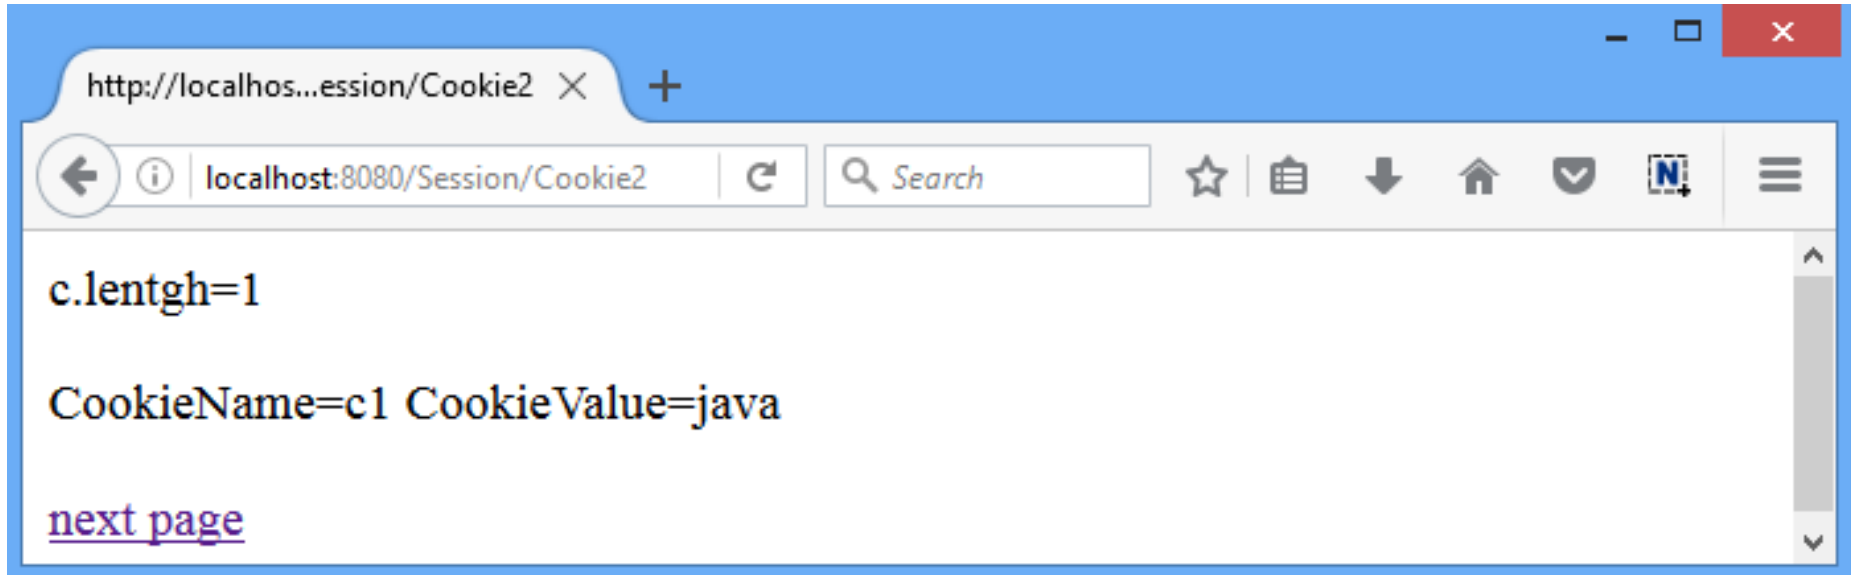 http://localhos...ession/Cookie2
localhost:8080/Session/Cookie2
Search
N
c.lentgh=1
CookieName=c1 CookieValue=java
next page